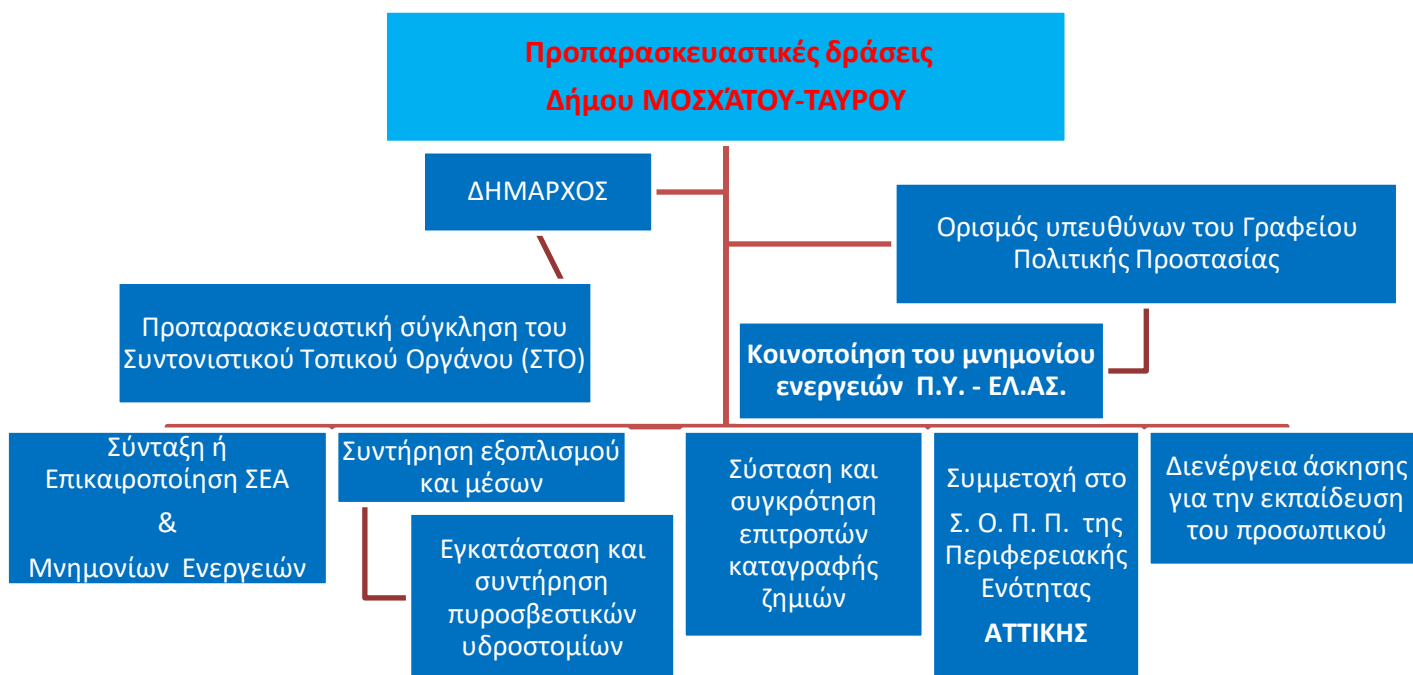 Προπαρασκευαστικές δράσεις
Δήμου ΜΟΣΧΆΤΟΥ-ΤΑΥΡΟΥ
ΔΗΜΑΡΧΟΣ
Ορισμός υπευθύνων του Γραφείου
Πολιτικής Προστασίας
Προπαρασκευαστική σύγκληση του
Συντονιστικού Τοπικού Οργάνου (ΣΤΟ)
Κοινοποίηση του μνημονίου
ενεργειών Π.Υ. - ΕΛ.ΑΣ.
Σύνταξη ή
Επικαιροποίηση ΣΕΑ
&
Μνημονίων Ενεργειών
Συντήρηση εξοπλισμού
και μέσων
Εγκατάσταση και
συντήρηση
πυροσβεστικών
υδροστομίων
Σύσταση και
συγκρότηση
επιτροπών
καταγραφής
ζημιών
Συμμετοχή στο
Σ. Ο. Π. Π. της
Περιφερειακής
Ενότητας
ΑΤΤΙΚΗΣ
Διενέργεια άσκησης
για την εκπαίδευση
του προσωπικού